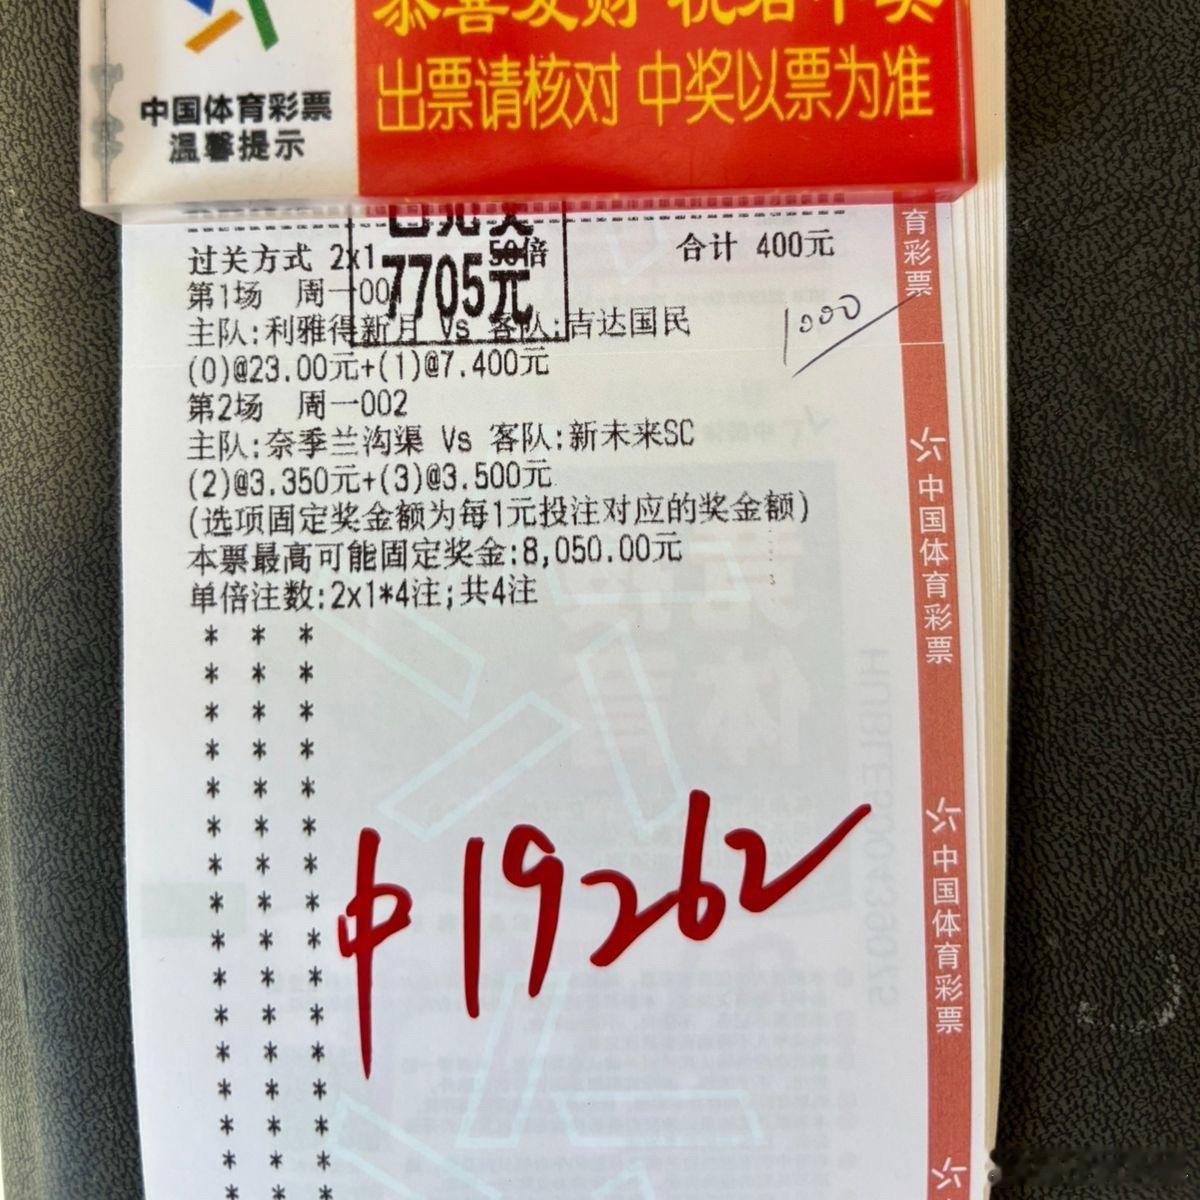 恭喜发财 祝君中奖
出票请核对 中奖以票为准
中国体育彩票
温馨提示
已兑奖
7705元
过关方式 2x1 50倍 合计 400元
第1场 周一001
主队:利雅得新月 Vs 客队:吉达国民
(0)@23.00元+(1)@7.400元
第2场 周一002
主队:奈季兰沟渠 Vs 客队:新未来SC
(2)@3.350元+(3)@3.500元
(选项固定奖金额为每1元投注对应的奖金额)
本票最高可能固定奖金:8,050.00元
单倍注数:2x1*4注;共4注
1000
中19262
育彩票
中国体育彩票
中国体育彩票